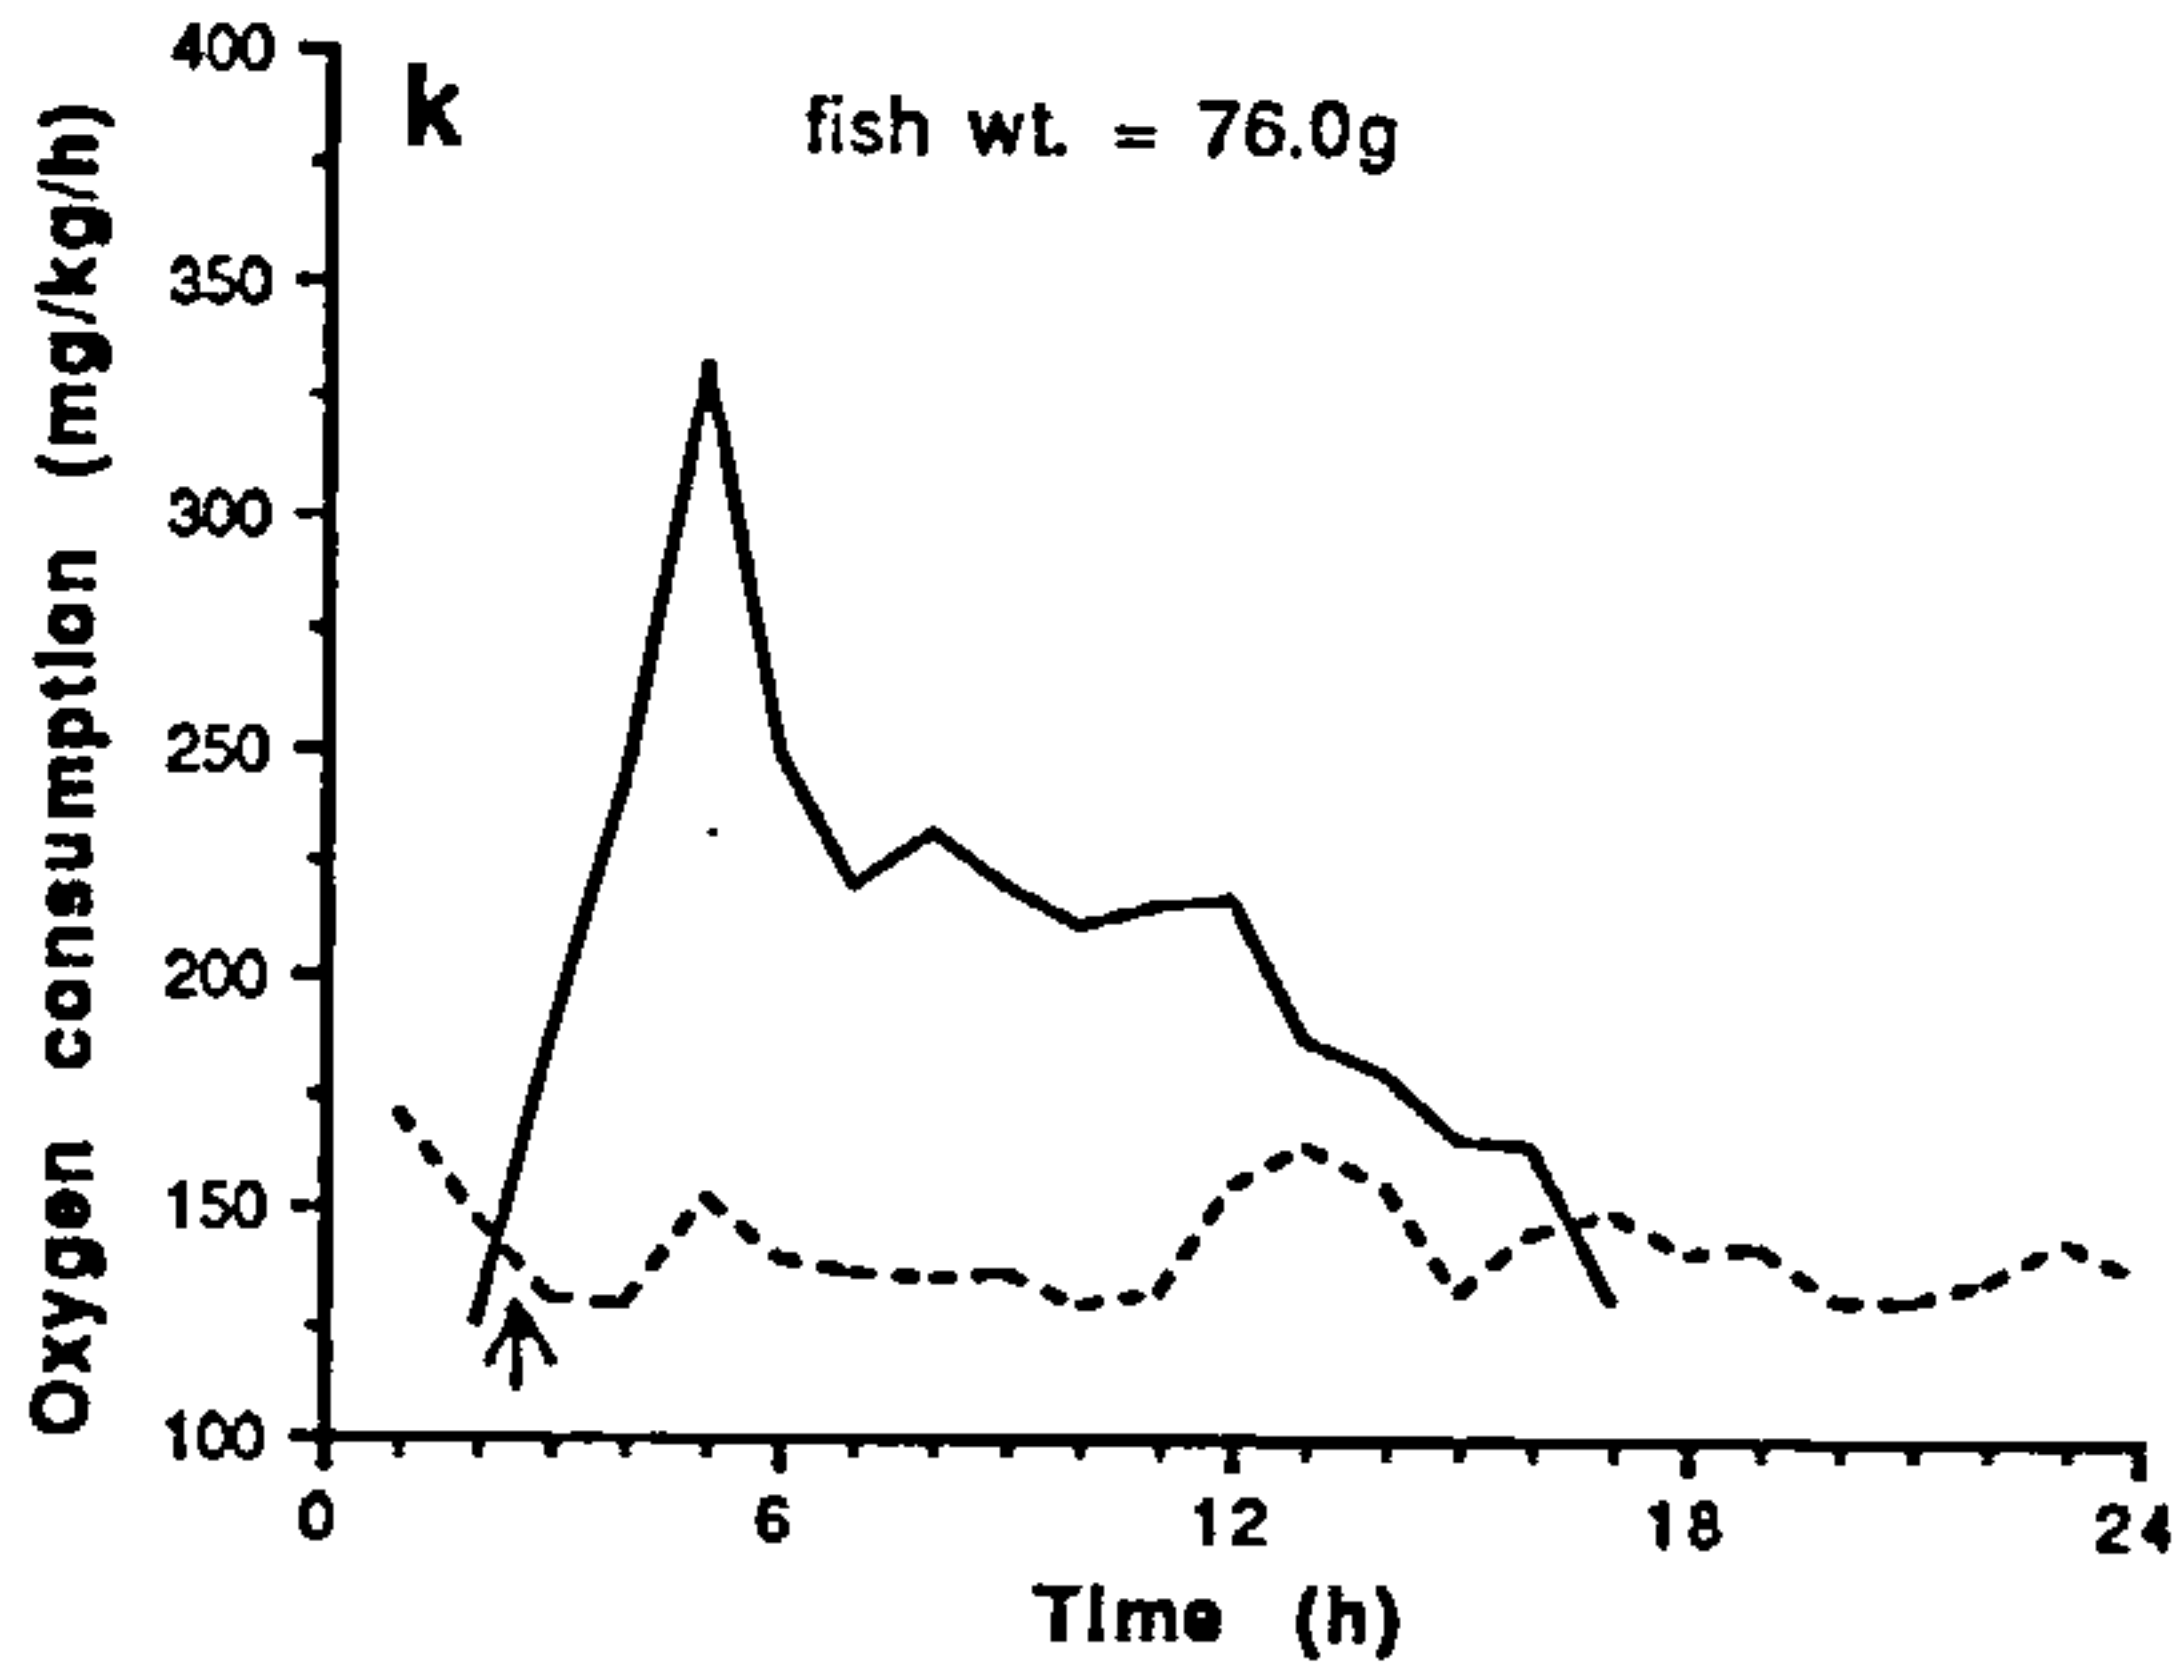 400
k
fish wt. = 76.0g
350
300
250
200
150
100
Oxygen consumption (mg/kg/h)
0 6 12 18 24
Time (h)